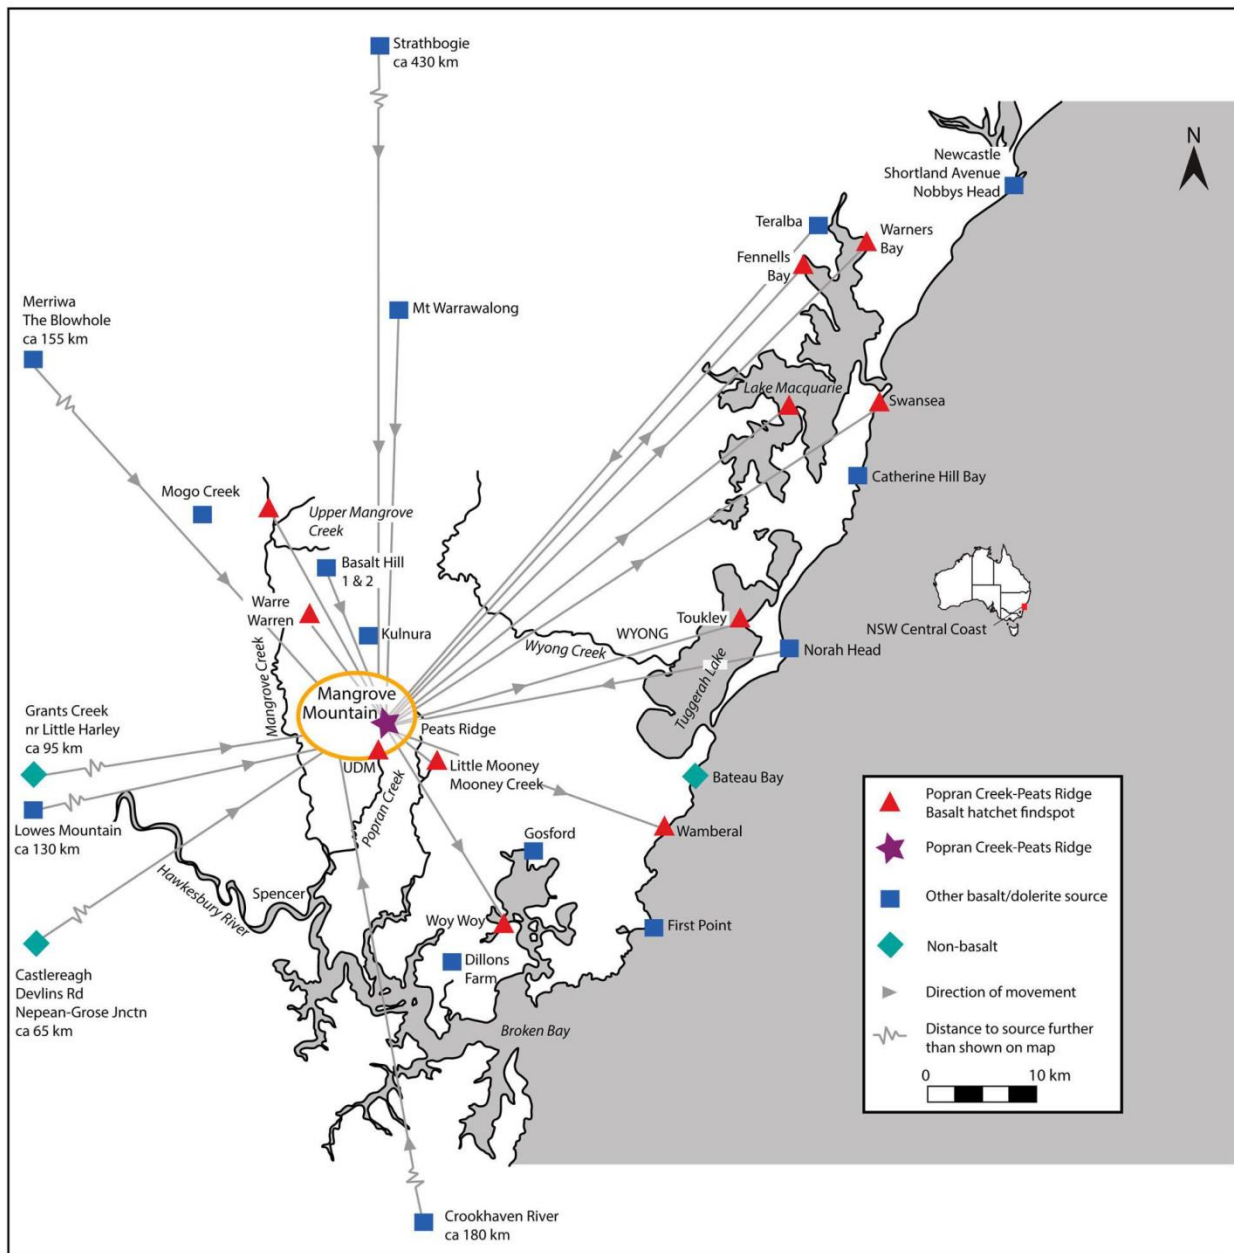 Strathbogie
ca 430 km
N
Newcastle
Shortland Avenue
Nobbys Head
Teralba
Warners
Bay
Fennells
Bay
Merriwa
The Blowhole
ca 155 km
Mt Warrawalong
Lake Macquarie
Swansea
Catherine Hill Bay
Mogo Creek
Upper Mangrove
Creek
Basalt Hill
1 & 2
Warre
Warren
Kulnura
Mangrove Creek
Wyong Creek
WYONG
Toukley
Norah Head
NSW Central Coast
Tuggerah Lake
Mangrove
Mountain
Peats Ridge
Grants Creek
nr Little Harley
ca 95 km
UDM
Popran Creek
Little Mooney
Mooney Creek
Bateau Bay
Lowes Mountain
ca 130 km
Wamberal
Gosford
Hawkesbury River
Spencer
Woy Woy
First Point
Dillons
Farm
Castlereagh
Devlins Rd
Nepean-Grose Jnctn
ca 65 km
Broken Bay
Crookhaven River
ca 180 km
Popran Creek-Peats Ridge
Basalt hatchet findspot
Popran Creek-Peats Ridge
Other basalt/dolerite source
Non-basalt
Direction of movement
Distance to source further
than shown on map
0 10 km